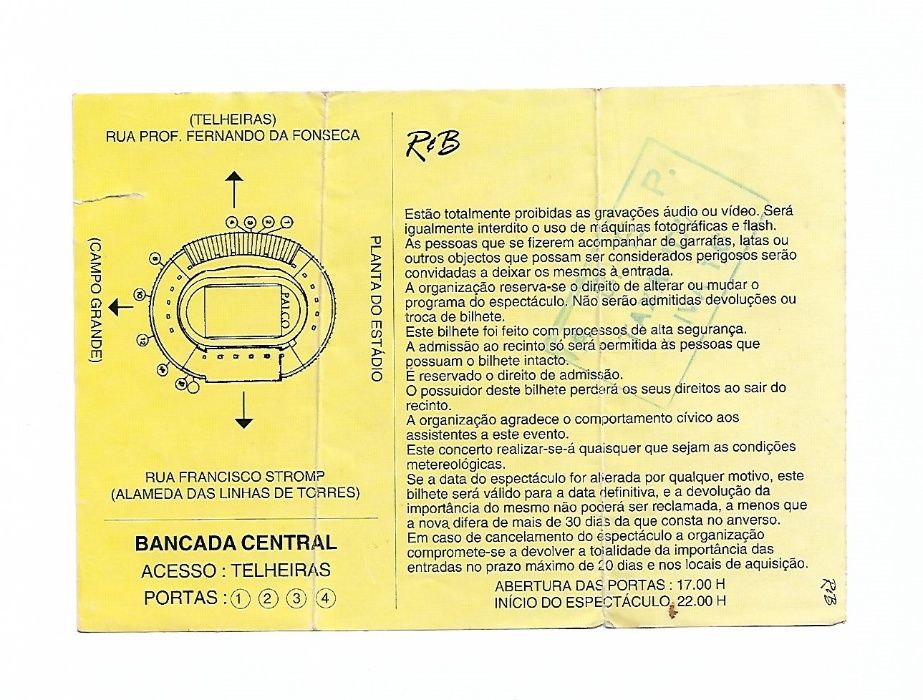 (TELHEIRAS)
RUA PROF. FERNANDO DA FONSECA
(CAMPO GRANDE)
PALCO
PLANTA DO ESTÁDIO
RUA FRANCISCO STROMP
(ALAMEDA DAS LINHAS DE TORRES)
BANCADA CENTRAL
ACESSO : TELHEIRAS
PORTAS : 1 2 3 4
R&B
Estão totalmente proibidas as gravações áudio ou vídeo. Será
igualmente interdito o uso de máquinas fotográficas e flash.
As pessoas que se fizerem acompanhar de garrafas, latas ou
outros objectos que possam ser considerados perigosos serão
convidadas a deixar os mesmos à entrada.
A organização reserva-se o direito de alterar ou mudar o
programa do espectáculo. Não serão admitidas devoluções ou
troca de bilhete.
Este bilhete foi feito com processos de alta segurança.
A admissão ao recinto só será permitida às pessoas que
possuam o bilhete intacto.
É reservado o direito de admissão.
O possuidor deste bilhete perderá os seus direitos ao sair do
recinto.
A organização agradece o comportamento cívico aos
assistentes a este evento.
Este concerto realizar-se-á quaisquer que sejam as condições
metereológicas.
Se a data do espectáculo for alterada por qualquer motivo, este
bilhete será válido para a data definitiva, e a devolução da
importância do mesmo não poderá ser reclamada, a menos que
a nova difera de mais de 30 dias da que consta no anverso.
Em caso de cancelamento do espectáculo a organização
compromete-se a devolver a totalidade da importância das
entradas no prazo máximo de 20 dias e nos locais de aquisição.
ABERTURA DAS PORTAS : 17.00 H
INÍCIO DO ESPECTÁCULO 22.00 H
R&B